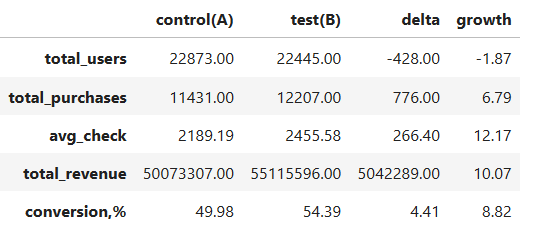 control(A) test(B) delta growth
total_users 22873.00 22445.00 -428.00 -1.87
total_purchases 11431.00 12207.00 776.00 6.79
avg_check 2189.19 2455.58 266.40 12.17
total_revenue 50073307.00 55115596.00 5042289.00 10.07
conversion,% 49.98 54.39 4.41 8.82